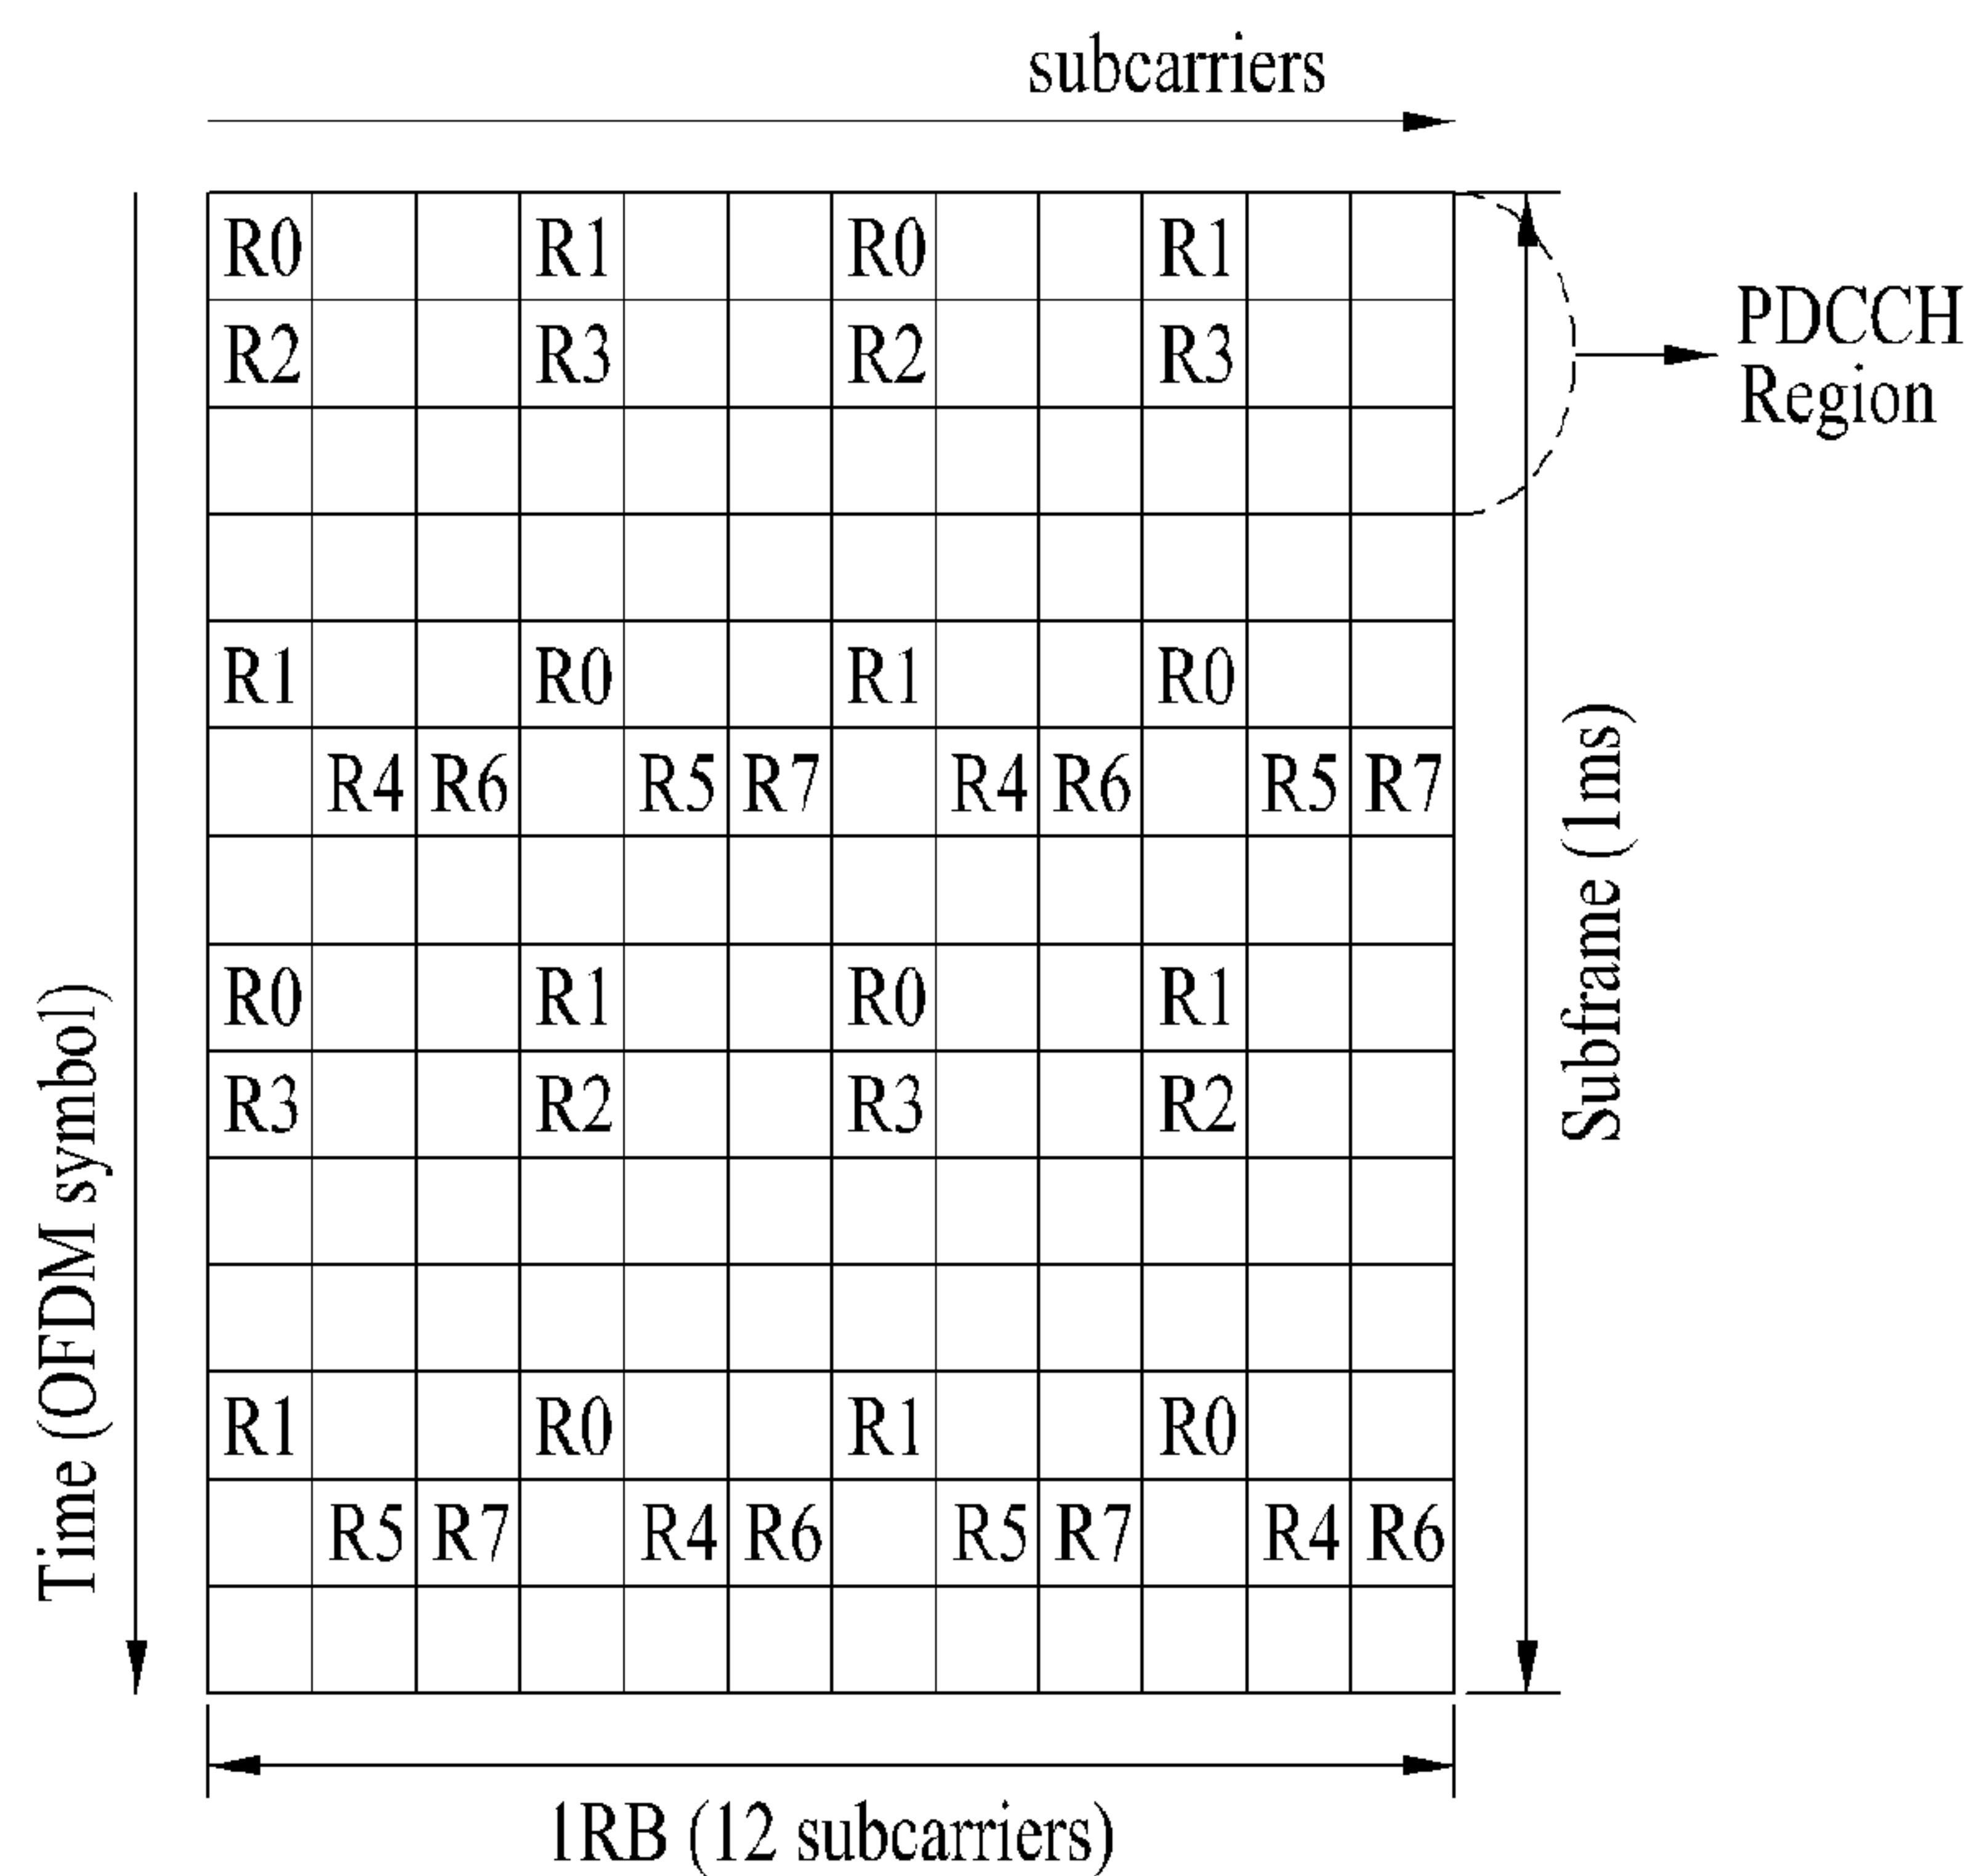 subcarriers
R0 R1 R0 R1
R2 R3 R2 R3
PDCCH
Region
R1 R0 R1 R0
R4 R6 R5 R7 R4 R6 R5 R7
R0 R1 R0 R1
R3 R2 R3 R2
R1 R0 R1 R0
R5 R7 R4 R6 R5 R7 R4 R6
Time (OFDM symbol)
Subframe (1ms)
1RB (12 subcarriers)